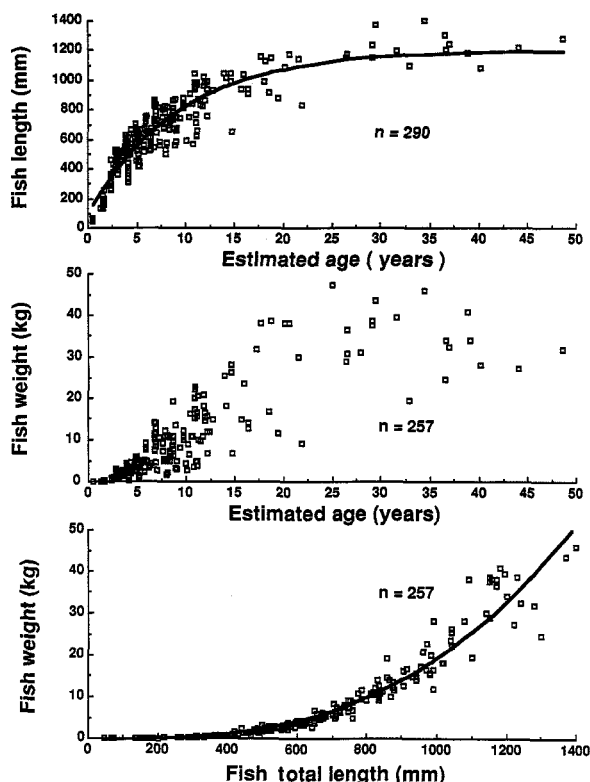 1400
1200
1000
800
600
400
200
0
Fish length (mm)
n = 290
0 5 10 15 20 25 30 35 40 45 50
Estimated age ( years )
50
40
30
20
10
0
Fish weight (kg)
n = 257
0 5 10 15 20 25 30 35 40 45 50
Estimated age (years)
50
40
30
20
10
0
Fish weight (kg)
n = 257
0 200 400 600 800 1000 1200 1400
Fish total length (mm)